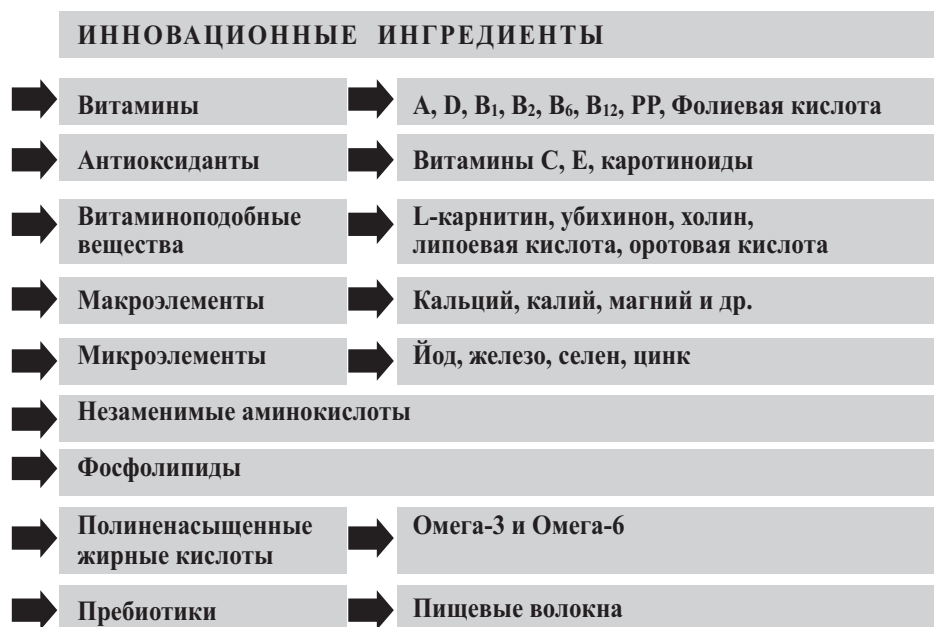 ИННОВАЦИОННЫЕ ИНГРЕДИЕНТЫ
Витамины
A, D, B₁, B₂, B₆, B₁₂, PP, Фолиевая кислота
Антиоксиданты
Витамины C, E, каротиноиды
Витаминоподобные
вещества
L-карнитин, убихинон, холин,
липоевая кислота, оротовая кислота
Макроэлементы
Кальций, калий, магний и др.
Микроэлементы
Йод, железо, селен, цинк
Незаменимые аминокислоты
Фосфолипиды
Полиненасыщенные
жирные кислоты
Омега-3 и Омега-6
Пребиотики
Пищевые волокна